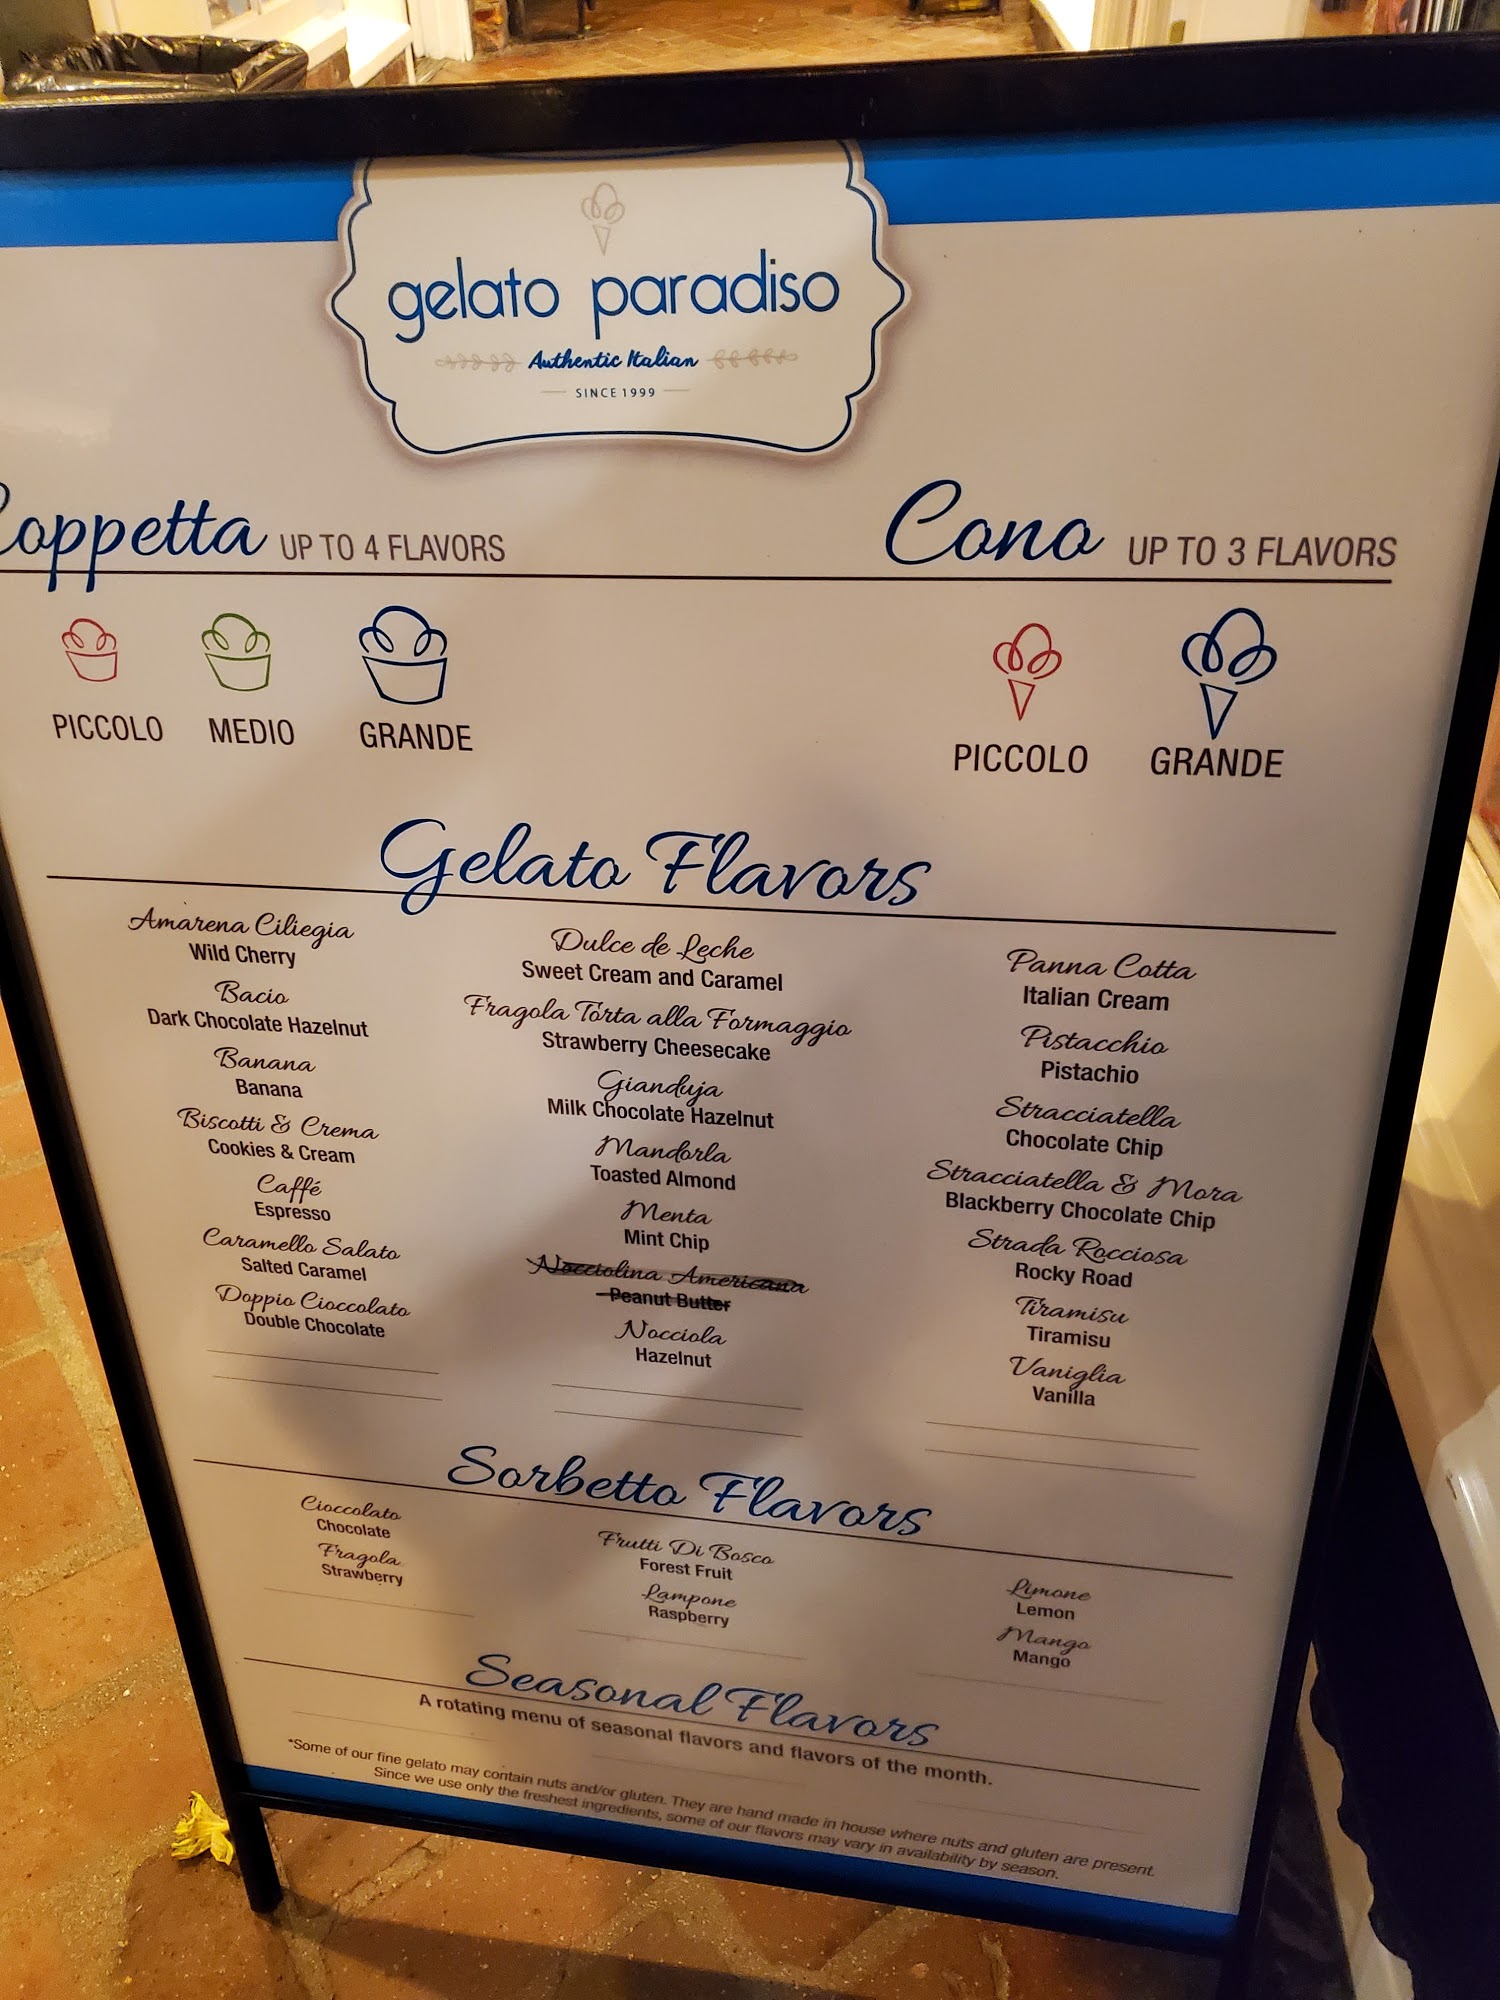 gelato paradiso
Authentic Italian
SINCE 1999
Coppetta UP TO 4 FLAVORS
PICCOLO MEDIO GRANDE
Cono UP TO 3 FLAVORS
PICCOLO GRANDE
Gelato Flavors
Amarena Ciliegia
Wild Cherry
Bacio
Dark Chocolate Hazelnut
Banana
Banana
Biscotti & Crema
Cookies & Cream
Caffé
Espresso
Caramello Salato
Salted Caramel
Doppio Cioccolato
Double Chocolate
Dulce de Leche
Sweet Cream and Caramel
Fragola Torta alla Formaggio
Strawberry Cheesecake
Gianduja
Milk Chocolate Hazelnut
Mandorla
Toasted Almond
Menta
Mint Chip
Nocciolina Americana
Peanut Butter
Nocciola
Hazelnut
Panna Cotta
Italian Cream
Pistacchio
Pistachio
Stracciatella
Chocolate Chip
Stracciatella & Mora
Blackberry Chocolate Chip
Strada Rocciosa
Rocky Road
Tiramisu
Tiramisu
Vaniglia
Vanilla
Sorbetto Flavors
Cioccolato
Chocolate
Fragola
Strawberry
Frutti Di Bosco
Forest Fruit
Lampone
Raspberry
Limone
Lemon
Mango
Mango
Seasonal Flavors
A rotating menu of seasonal flavors and flavors of the month.
*Some of our fine gelato may contain nuts and/or gluten. They are hand made in house where nuts and gluten are present.
Since we use only the freshest ingredients, some of our flavors may vary in availability by season.